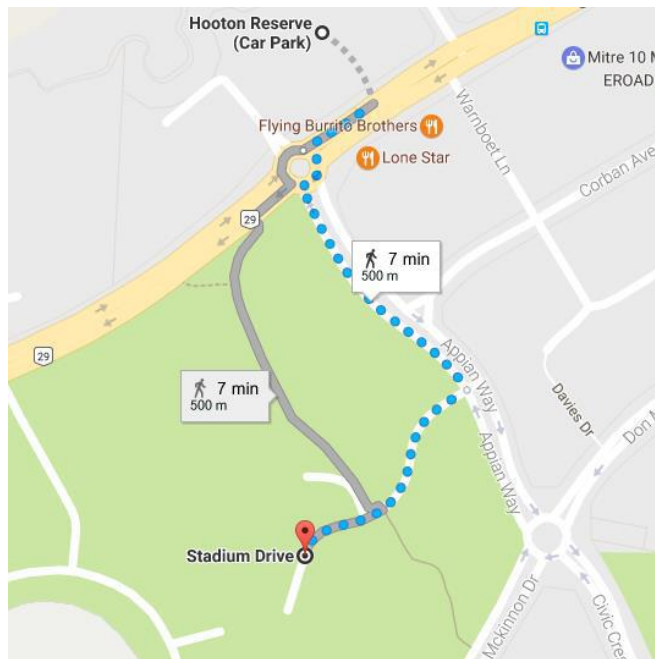 Hooton Reserve
(Car Park)
Mitre 10 M
EROAD
Flying Burrito Brothers
Lone Star
Warnboet Ln
Corban Ave
29
7 min
500 m
29
Appian Way
7 min
500 m
Davies Dr
Don M
Appian Way
Stadium Drive
Mckinnon Dr
Civic Cres